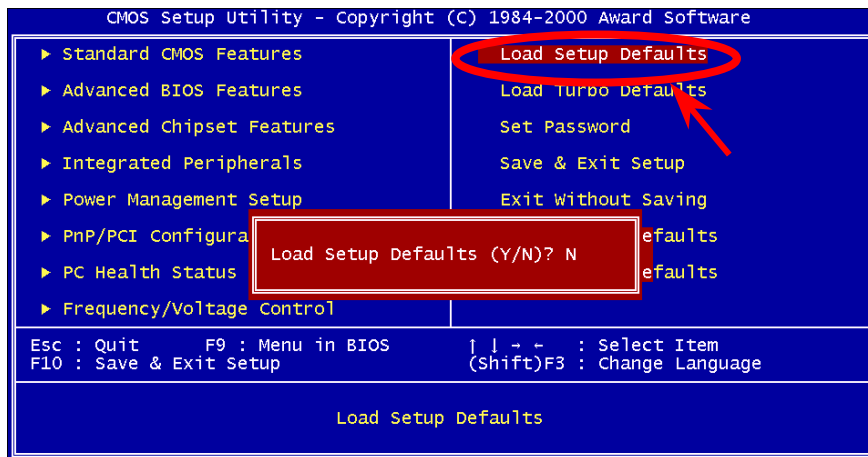 CMOS Setup Utility - Copyright (C) 1984-2000 Award Software
▶ Standard CMOS Features
▶ Advanced BIOS Features
▶ Advanced Chipset Features
▶ Integrated Peripherals
▶ Power Management Setup
▶ PnP/PCI Configura
▶ PC Health Status
▶ Frequency/Voltage Control
Load Setup Defaults
Load Turbo Defaults
Set Password
Save & Exit Setup
Exit Without Saving
efaults
efaults
Load Setup Defaults (Y/N)? N
Esc : Quit F9 : Menu in BIOS ↑ ↓ → ← : Select Item
F10 : Save & Exit Setup (Shift)F3 : Change Language
Load Setup Defaults